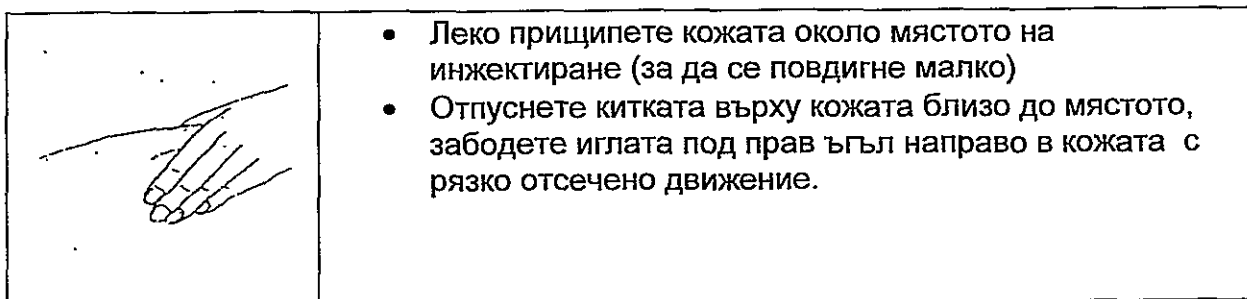 • Леко прищипете кожата около мястото на
инжектиране (за да се повдигне малко)
• Отпуснете китката върху кожата близо до мястото,
забодете иглата под прав ъгъл направо в кожата с
рязко отсечено движение.